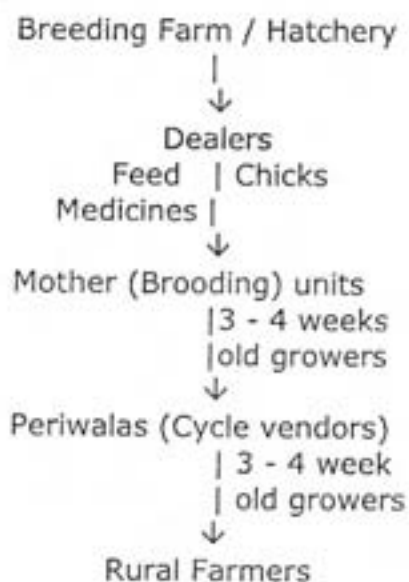 Breeding Farm / Hatchery
|
↓
Dealers
Feed | Chicks
Medicines |
↓
Mother (Brooding) units
|3 - 4 weeks
|old growers
↓
Periwalas (Cycle vendors)
| 3 - 4 week
| old growers
↓
Rural Farmers